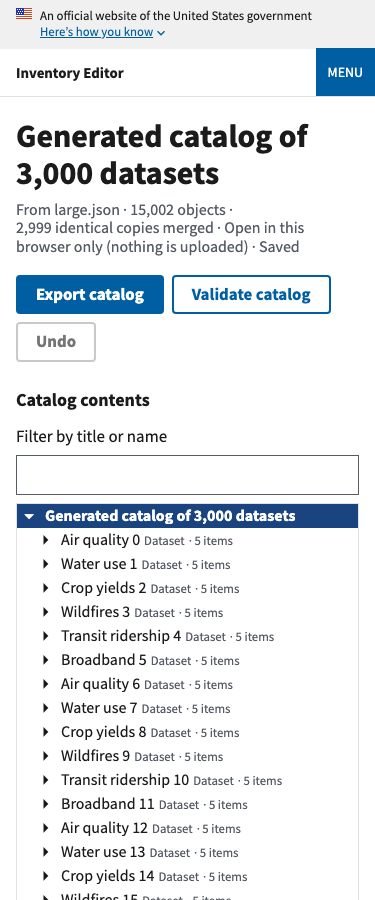 An official website of the United States government
Here's how you know
Inventory Editor
MENU
Generated catalog of
3,000 datasets
From large.json · 15,002 objects ·
2,999 identical copies merged · Open in this
browser only (nothing is uploaded) · Saved
Export catalog
Validate catalog
Undo
Catalog contents
Filter by title or name
Generated catalog of 3,000 datasets
Air quality 0 Dataset · 5 items
Water use 1 Dataset · 5 items
Crop yields 2 Dataset · 5 items
Wildfires 3 Dataset · 5 items
Transit ridership 4 Dataset · 5 items
Broadband 5 Dataset · 5 items
Air quality 6 Dataset · 5 items
Water use 7 Dataset · 5 items
Crop yields 8 Dataset · 5 items
Wildfires 9 Dataset · 5 items
Transit ridership 10 Dataset · 5 items
Broadband 11 Dataset · 5 items
Air quality 12 Dataset · 5 items
Water use 13 Dataset · 5 items
Crop yields 14 Dataset · 5 items
Wildfires 15 Dataset · 5 items